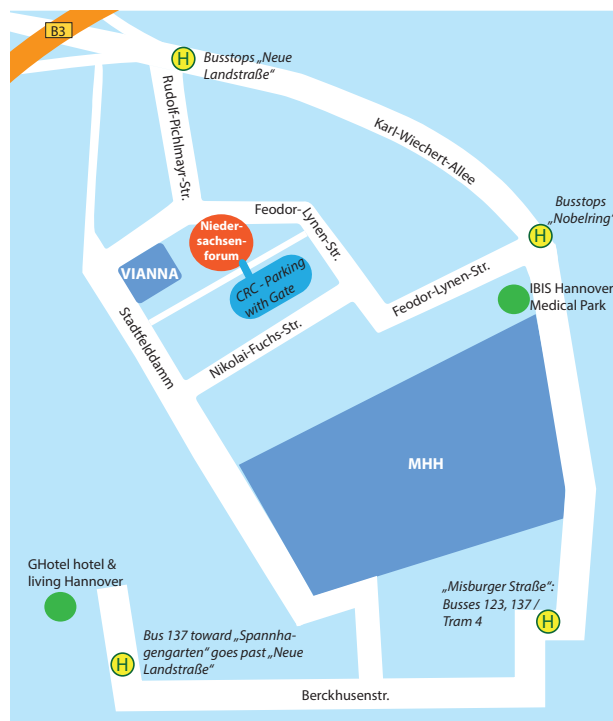 B3
H
Busstops „Neue
Landstraße“
Rudolf-Pichlmayr-Str.
Karl-Wiechert-Allee
Busstops
„Nobelring“
H
Feodor-
Lynen-Str.
Nieder-
sachsen-
forum
VIANNA
CRC - Parking
with Gate
Feodor-Lynen-Str.
IBIS Hannover
Medical Park
Stadtfelddamm
Nikolai-Fuchs-Str.
MHH
GHotel hotel &
living Hannover
„Misburger Straße“:
Busses 123, 137 /
Tram 4
H
Bus 137 toward „Spannha-
gengarten“ goes past „Neue
Landstraße“
H
Berckhusenstr.